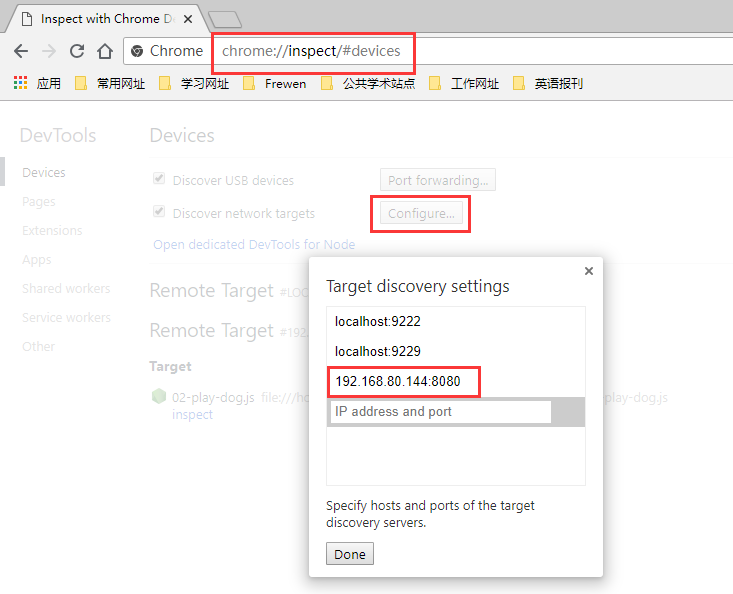 Inspect with Chrome D
Chrome
chrome://inspect/#devices
应用
常用网址
学习网址
Frewen
公共学术站点
工作网址
英语报刊
DevTools
Devices
Pages
Extensions
Apps
Shared workers
Service workers
Other
Devices
Discover USB devices
Port forwarding...
Discover network targets
Configure...
Open dedicated DevTools for Node
Remote Target #LOC
Remote Target #192.
Target
02-play-dog.js file:///ho
play-dog.js
inspect
Target discovery settings
localhost:9222
localhost:9229
192.168.80.144:8080
IP address and port
Specify hosts and ports of the target
discovery servers.
Done